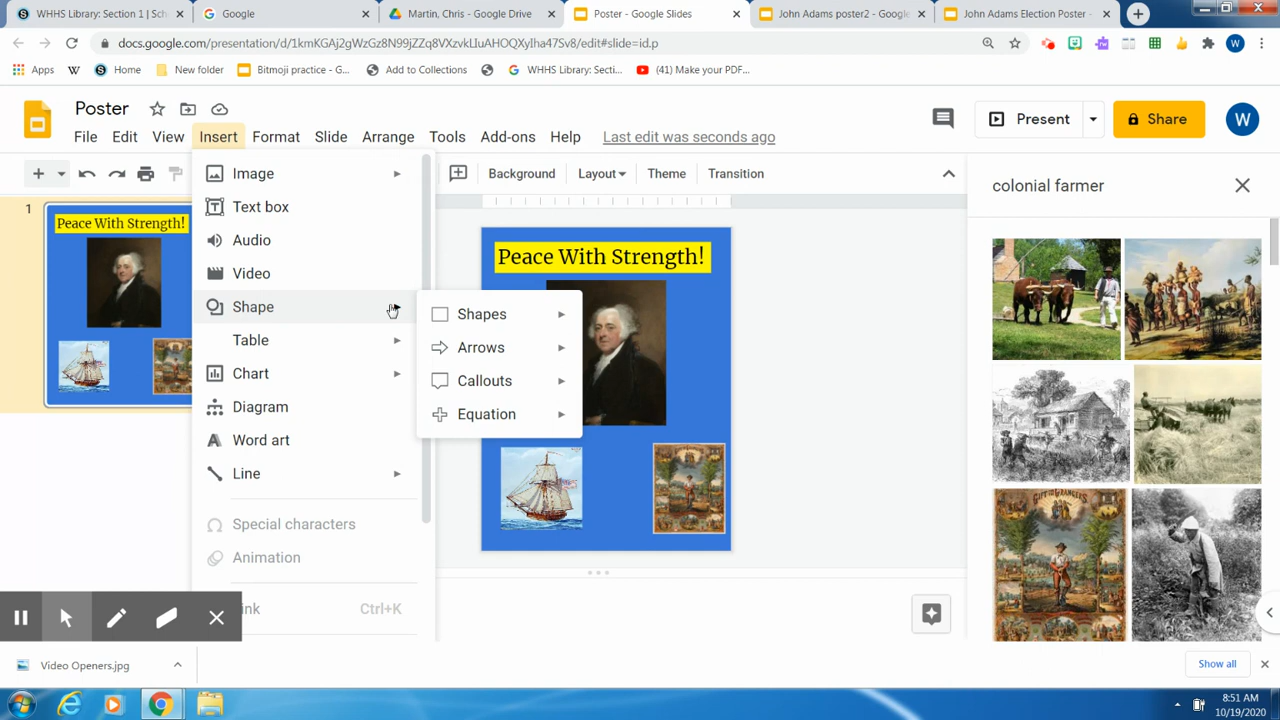 WHHS Library: Section 1 | Sch
Google
Martin, Chris - Google Drive
Poster - Google Slides
John Adams poster2 - Google
John Adams Election Poster -
docs.google.com/presentation/d/1kmKGAj2gWcEz8N99jZZtj8VXzvkLIuAHOQXyIha47Sv8/edit#slide=id.p
Apps
Home
New folder
Bitmoji practice - G...
Add to Collections
WHHS Library: Secti...
(41) Make your PDF...
Poster
File Edit View Insert Format Slide Arrange Tools Add-ons Help Last edit was seconds ago
Present
Share
W
Background Layout Theme Transition
Image
Text box
Audio
Video
Shape
Table
Chart
Diagram
Word art
Line
Special characters
Animation
ink Ctrl+K
Shapes
Arrows
Callouts
Equation
1
Peace With Strength!
Peace With Strength!
colonial farmer
Video Openers.jpg
Show all
8:51 AM
10/19/2020